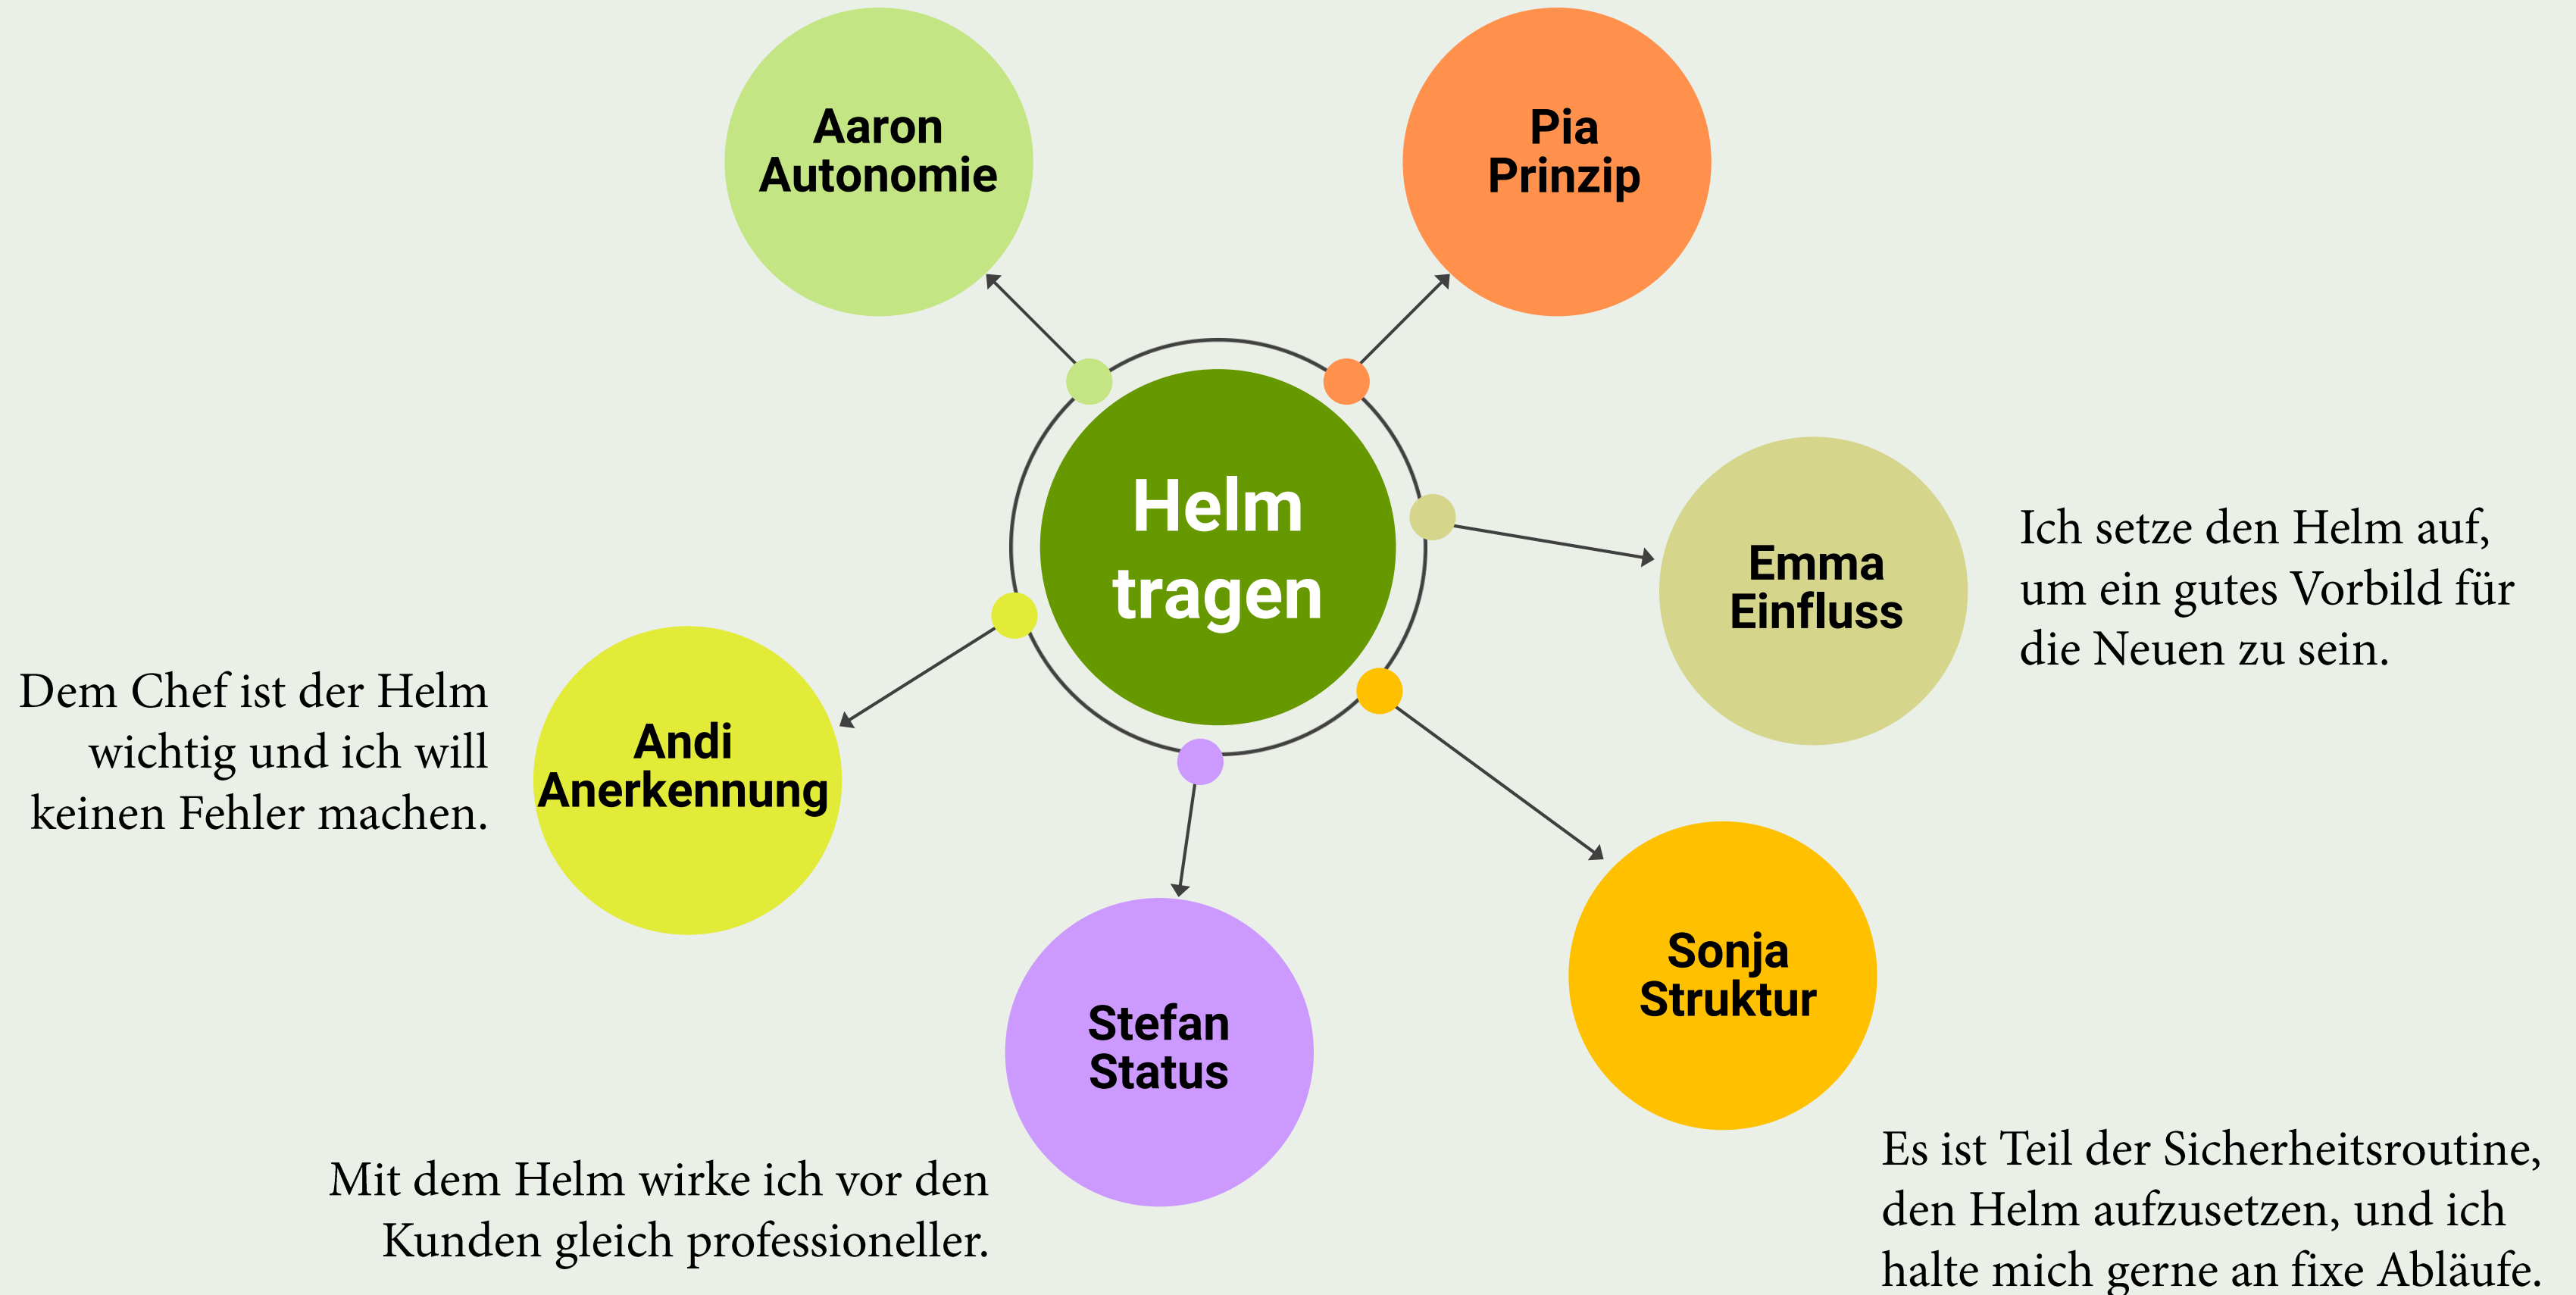 Aaron
Autonomie
Pia
Prinzip
Helm
tragen
Emma
Einfluss
Ich setze den Helm auf,
um ein gutes Vorbild für
die Neuen zu sein.
Dem Chef ist der Helm
wichtig und ich will
keinen Fehler machen.
Andi
Anerkennung
Sonja
Struktur
Es ist Teil der Sicherheitsroutine,
den Helm aufzusetzen, und ich
halte mich gerne an fixe Abläufe.
Stefan
Status
Mit dem Helm wirke ich vor den
Kunden gleich professioneller.